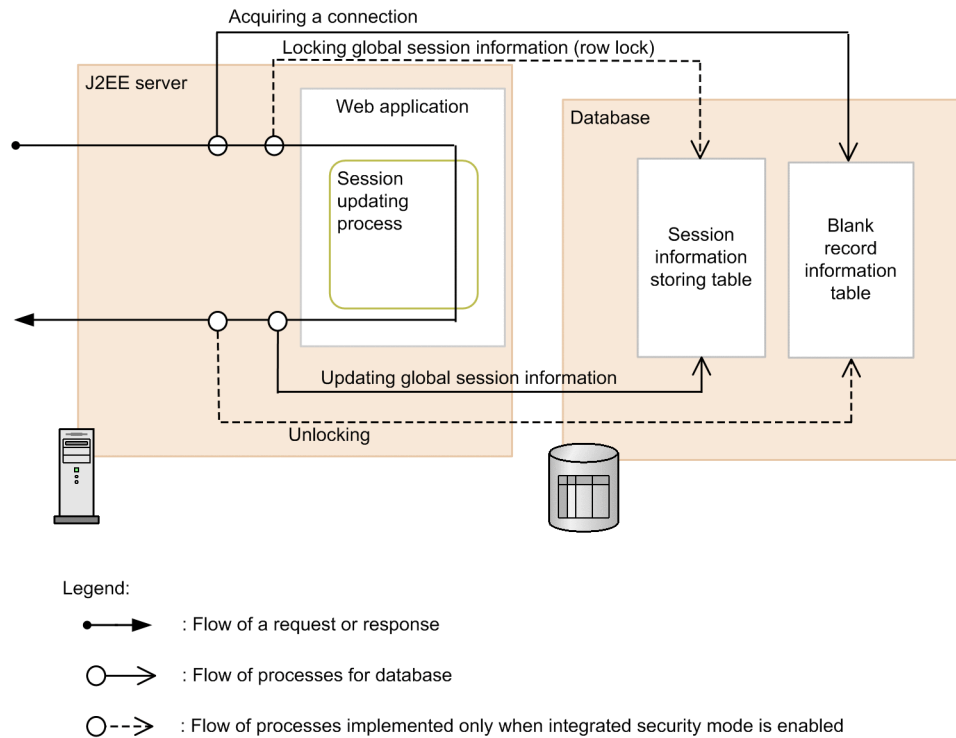 Acquiring a connection
Locking global session information (row lock)
J2EE server
Web application
Database
Session
updating
process
Session
information
storing table
Blank
record
information
table
Updating global session information
Unlocking
Legend:
: Flow of a request or response
: Flow of processes for database
: Flow of processes implemented only when integrated security mode is enabled